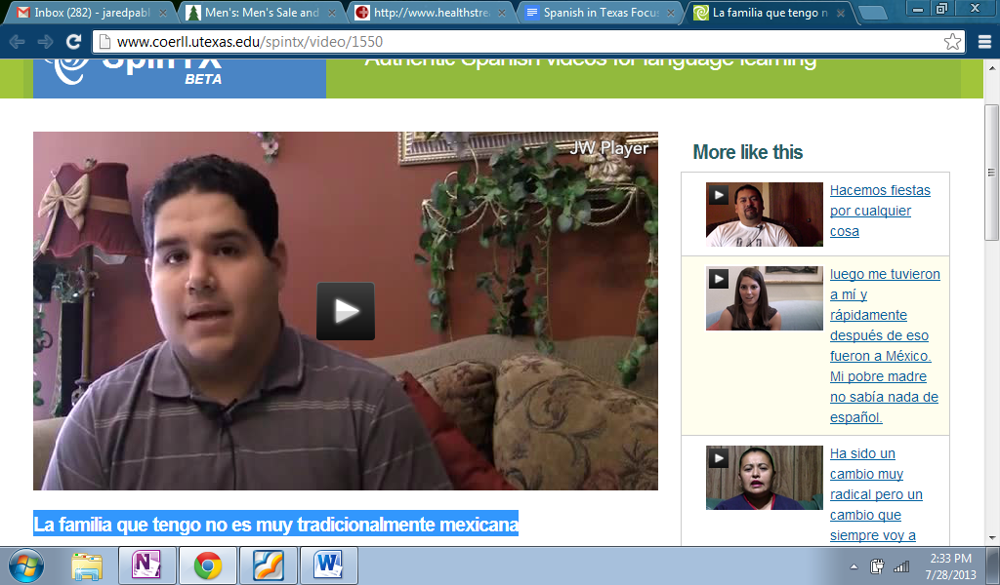 Inbox (282) - jaredpabl
Men's: Men's Sale and
http://www.healthstre
Spanish in Texas Focus
La familia que tengo n
www.coerll.utexas.edu/spintx/video/1550
SpinTX
BETA
Authentic Spanish videos for language learning
JW Player
La familia que tengo no es muy tradicionalmente mexicana
More like this
Hacemos fiestas
por cualquier
cosa
luego me tuvieron
a mí y
rápidamente
después de eso
fueron a México.
Mi pobre madre
no sabía nada de
español.
Ha sido un
cambio muy
radical pero un
cambio que
siempre voy a
2:33 PM
7/28/2013